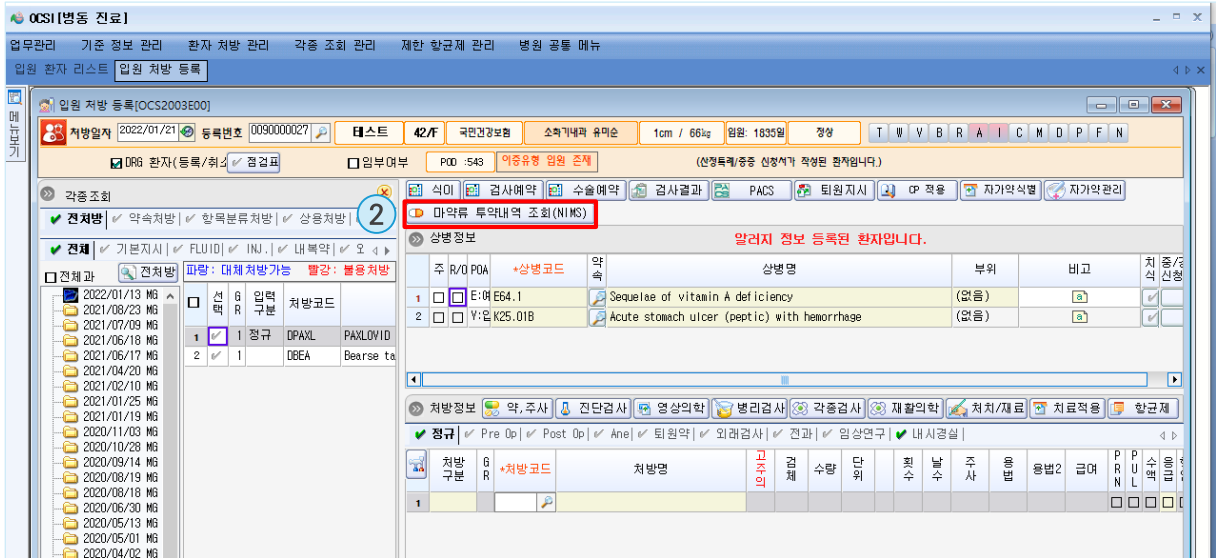 OCSI[병동 진료]
업무관리 기준 정보 관리 환자 처방 관리 각종 조회 관리 제한 항균제 관리 병원 공통 메뉴
입원 환자 리스트 입원 처방 등록
메뉴보기
입원 처방 등록[OCS2003E00]
처방일자 2022/01/21 등록번호 0090000027 테스트 42/F 국민건강보험 소화기내과 유미순 1cm / 66kg 입원: 1835일 정상 T W V B R A I C M D P F N
DRG 환자(등록/취소 점검표 임부여부 POD :543 이중유형 입원 존재 (산정특례/중증 신청서가 작성된 환자입니다.)
각종조회
전처방 약속처방 항목분류처방 상용처방
2
전체 기본지시 FLUID INJ. 내복약 오
전체과 전처방 파랑: 대체처방가능 빨강: 불용처방
2022/01/13 MG
2021/08/23 MG
2021/07/09 MG
2021/06/18 MG
2021/06/17 MG
2021/04/20 MG
2021/02/10 MG
2021/01/25 MG
2021/01/19 MG
2020/11/03 MG
2020/10/28 MG
2020/09/14 MG
2020/08/19 MG
2020/08/18 MG
2020/06/30 MG
2020/05/13 MG
2020/05/01 MG
2020/04/02 MG
선택 GR 입력구분 처방코드
1 1 정규 DPAXL PAXLOVID
2 1 DBEA Bearse ta
식이 검사예약 수술예약 검사결과 PACS 퇴원지시 CP 적용 자가약식별 자가약관리
마약류 투약내역 조회(NIMS)
상병정보 알러지 정보 등록된 환자입니다.
주 R/O POA *상병코드 약속 상병명 부위 비고 치식 중/ 신청
1 E:예 E64.1 Sequelae of vitamin A deficiency (없음) a
2 Y:입 K25.01B Acute stomach ulcer (peptic) with hemorrhage (없음) a
처방정보 약,주사 진단검사 영상의학 병리검사 각종검사 재활의학 처치/재료 치료적용 항균제
정규 Pre Op Post Op Ane 퇴원약 외래검사 전과 임상연구 내시경실
처방구분 GR *처방코드 처방명 고주의 검체 수량 단위 횟수 날수 주사 용법 용법2 급여 PRN PUL 수액 응급
1